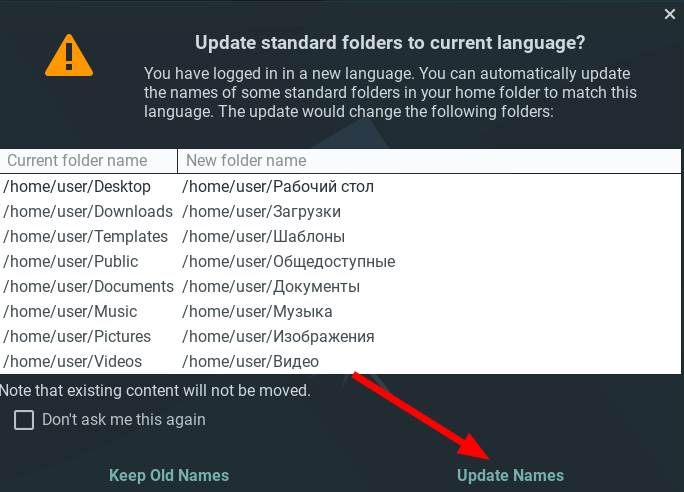 Update standard folders to current language?
You have logged in in a new language. You can automatically update
the names of some standard folders in your home folder to match this
language. The update would change the following folders:
Current folder name New folder name
/home/user/Desktop /home/user/Рабочий стол
/home/user/Downloads /home/user/Загрузки
/home/user/Templates /home/user/Шаблоны
/home/user/Public /home/user/Общедоступные
/home/user/Documents /home/user/Документы
/home/user/Music /home/user/Музыка
/home/user/Pictures /home/user/Изображения
/home/user/Videos /home/user/Видео
Note that existing content will not be moved.
Don't ask me this again
Keep Old Names Update Names